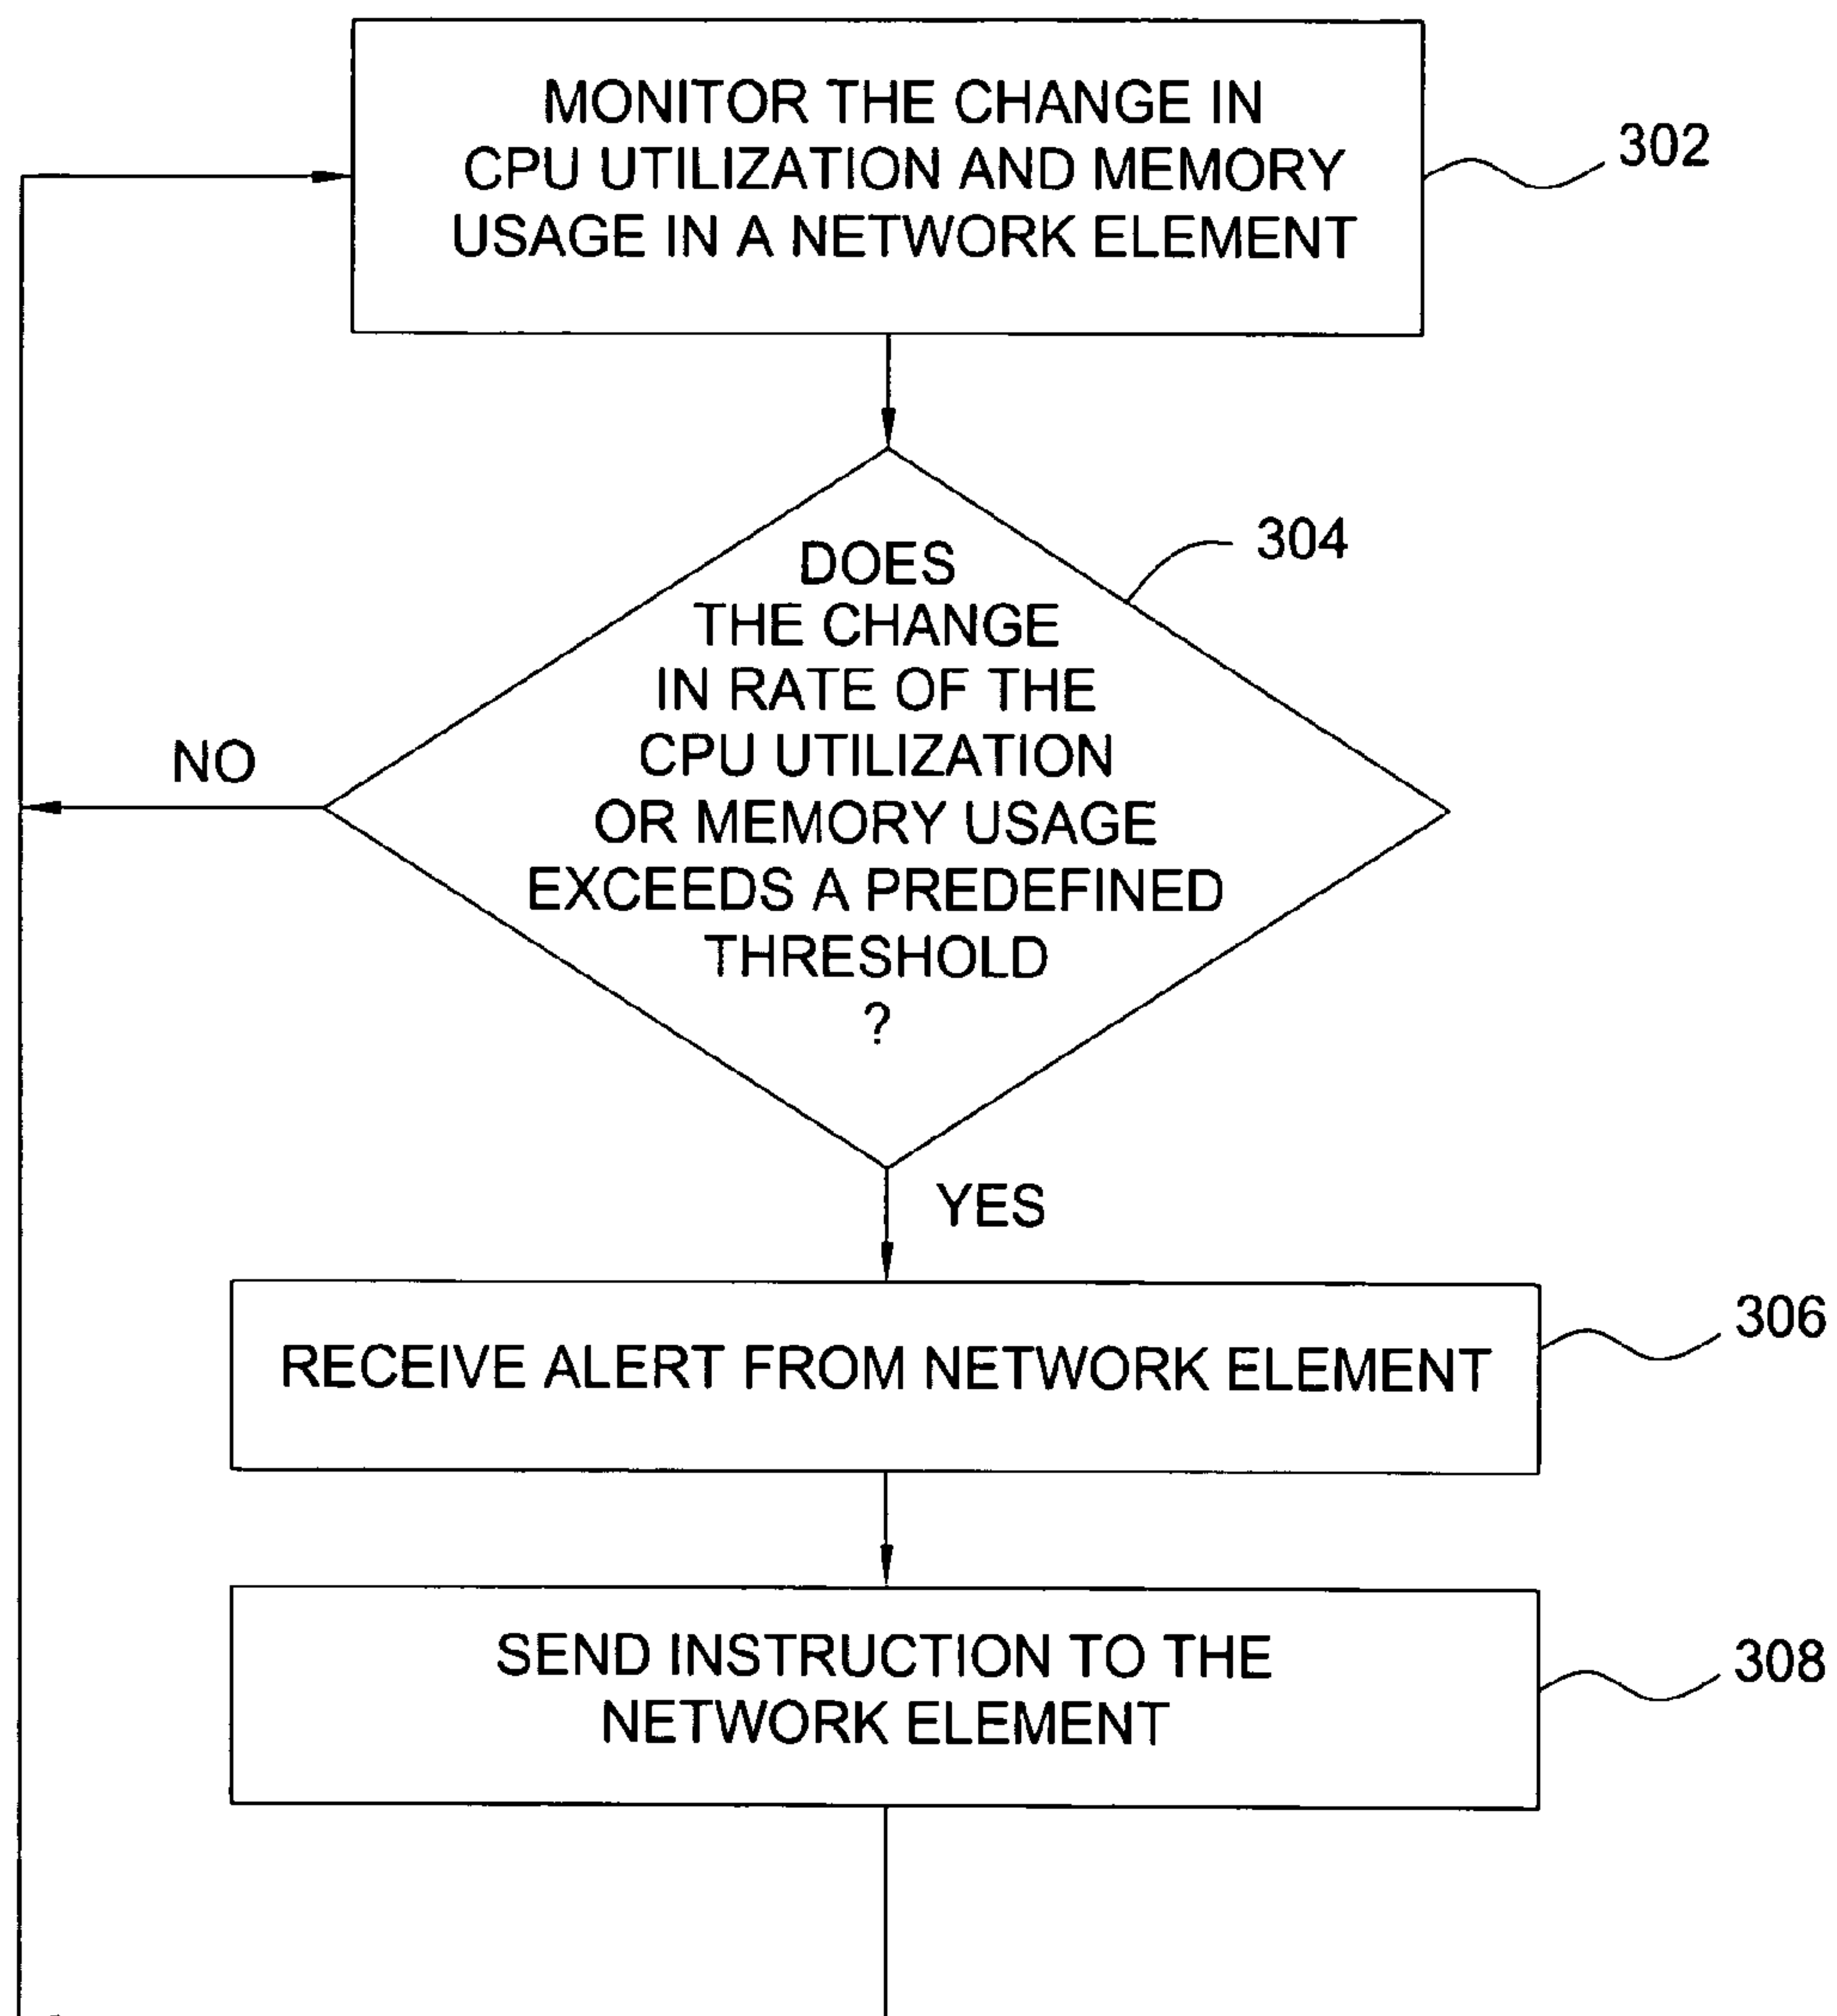 MONITOR THE CHANGE IN
CPU UTILIZATION AND MEMORY
USAGE IN A NETWORK ELEMENT
302
DOES
THE CHANGE
IN RATE OF THE
CPU UTILIZATION
OR MEMORY USAGE
EXCEEDS A PREDEFINED
THRESHOLD
?
304
NO
YES
RECEIVE ALERT FROM NETWORK ELEMENT
306
SEND INSTRUCTION TO THE
NETWORK ELEMENT
308